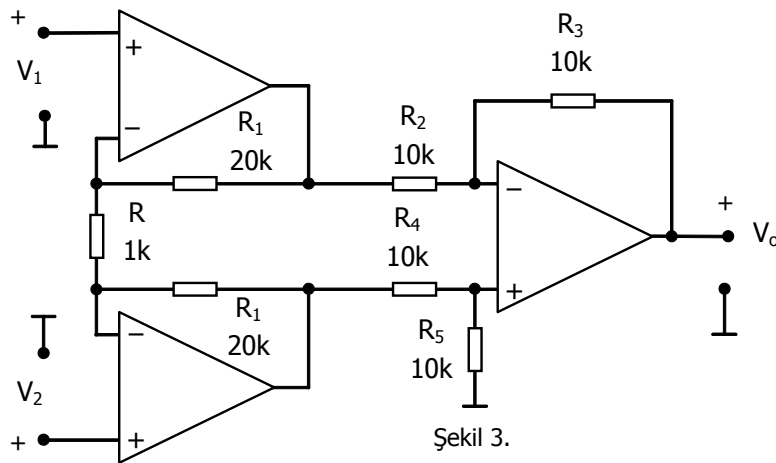 +
V1
+
−
R1
20k
R2
10k
R3
10k
R
1k
R4
10k
−
+
+
Vo
R1
20k
R5
10k
V2
+
−
+
Şekil 3.